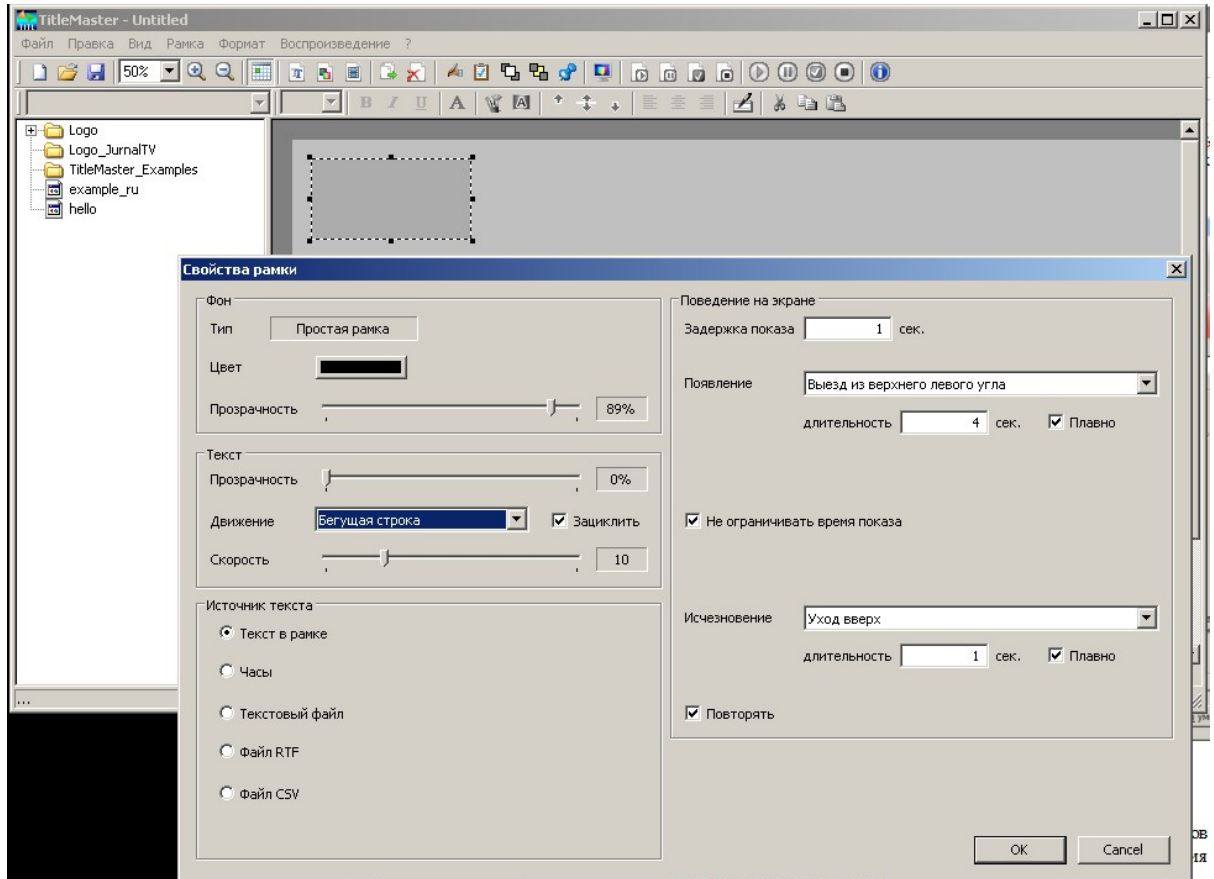 TitleMaster - Untitled
Файл Правка Вид Рамка Формат Воспроизведение ?
50%
B I U A
Logo
Logo_JurnalTV
TitleMaster_Examples
example_ru
hello
...
Свойства рамки
Фон
Тип Простая рамка
Цвет
Прозрачность 89%
Текст
Прозрачность 0%
Движение Бегущая строка Зациклить
Скорость 10
Источник текста
Текст в рамке
Часы
Текстовый файл
Файл RTF
Файл CSV
Поведение на экране
Задержка показа 1 сек.
Появление Выезд из верхнего левого угла
длительность 4 сек. Плавно
Не ограничивать время показа
Исчезновение Уход вверх
длительность 1 сек. Плавно
Повторять
OK Cancel